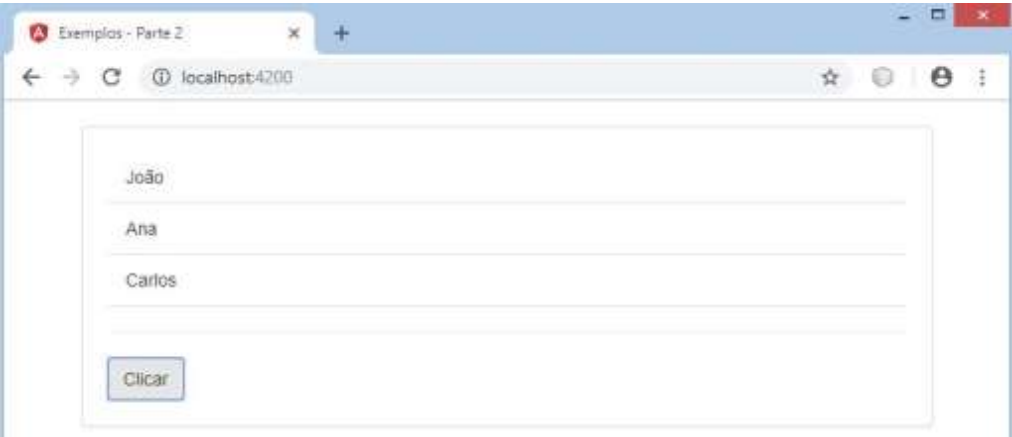 Exemplos - Parte 2
localhost:4200
João
Ana
Carlos
Clicar